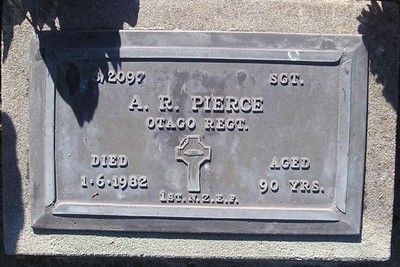 2097 SGT.
A. R. PIERCE
OTAGO REGT.
DIED AGED
1.6.1982 90 YRS.
1ST. N.Z.E.F.